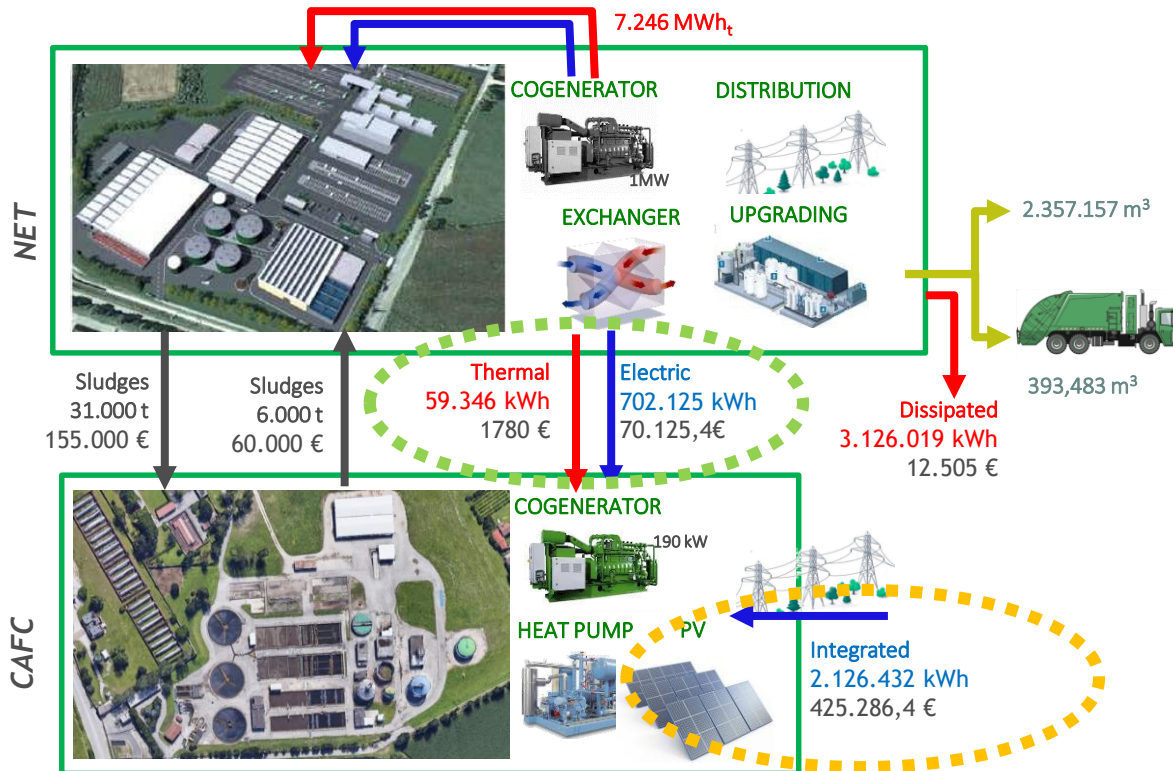 7.246 MWht
COGENERATOR
DISTRIBUTION
1MW
EXCHANGER
UPGRADING
NET
2.357.157 m³
393,483 m³
Sludges
31.000 t
155.000 €
Sludges
6.000 t
60.000 €
Thermal
59.346 kWh
1780 €
Electric
702.125 kWh
70.125,4€
Dissipated
3.126.019 kWh
12.505 €
COGENERATOR
190 kW
CAFC
HEAT PUMP
PV
Integrated
2.126.432 kWh
425.286,4 €